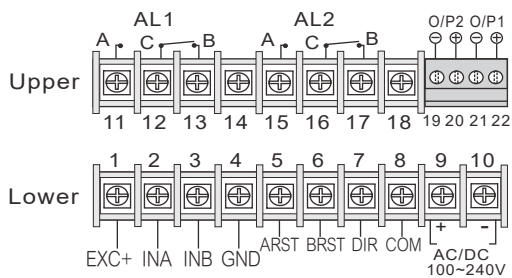 AL1 AL2 O/P2 O/P1
A C B A C B ⊖ ⊕ ⊖ ⊕
Upper
11 12 13 14 15 16 17 18 19 20 21 22
1 2 3 4 5 6 7 8 9 10
Lower
+ -
EXC+ INA INB GND ARST BRST DIR COM AC/DC
100~240V